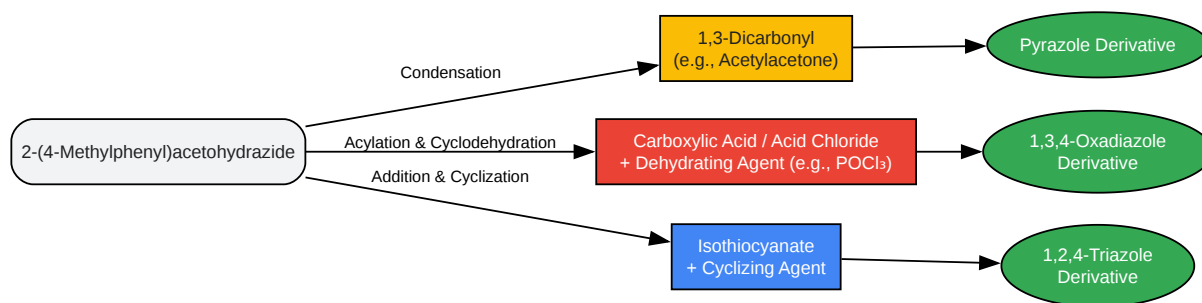 2-(4-Methylphenyl)acetohydrazide
Condensation
1,3-Dicarbonyl
(e.g., Acetylacetone)
Pyrazole Derivative
Acylation & Cyclodehydration
Carboxylic Acid / Acid Chloride
+ Dehydrating Agent (e.g., POCl₃)
1,3,4-Oxadiazole
Derivative
Addition & Cyclization
Isothiocyanate
+ Cyclizing Agent
1,2,4-Triazole
Derivative